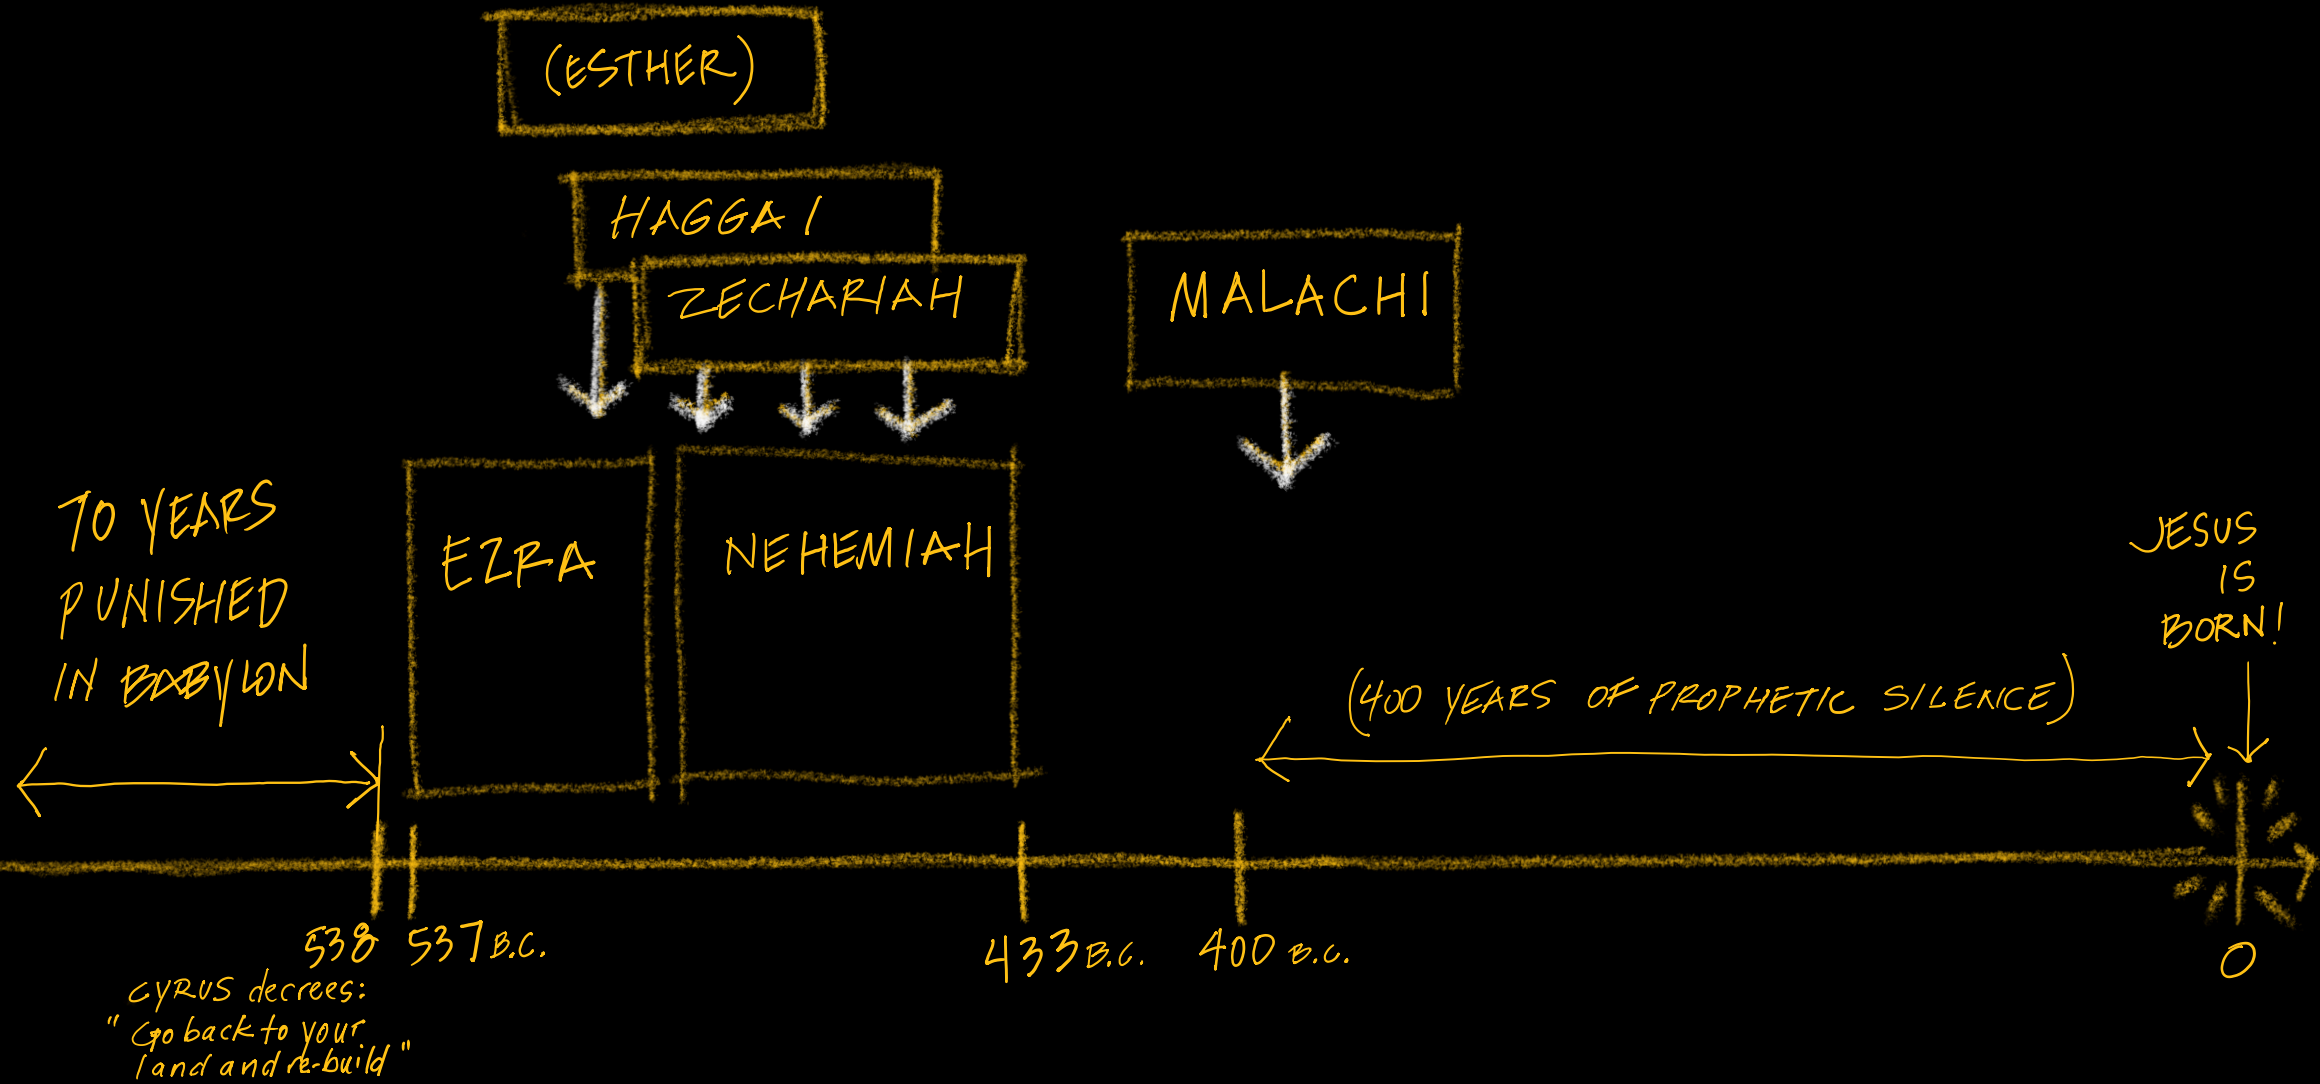 (ESTHER)
HAGGAI
ZECHARIAH
MALACHI
70 YEARS
PUNISHED
IN BABYLON
EZRA
NEHEMIAH
JESUS
IS
BORN!
(400 YEARS OF PROPHETIC SILENCE)
538
537 B.C.
433 B.C.
400 B.C.
0
CYRUS decrees:
"Go back to your
land and re-build"